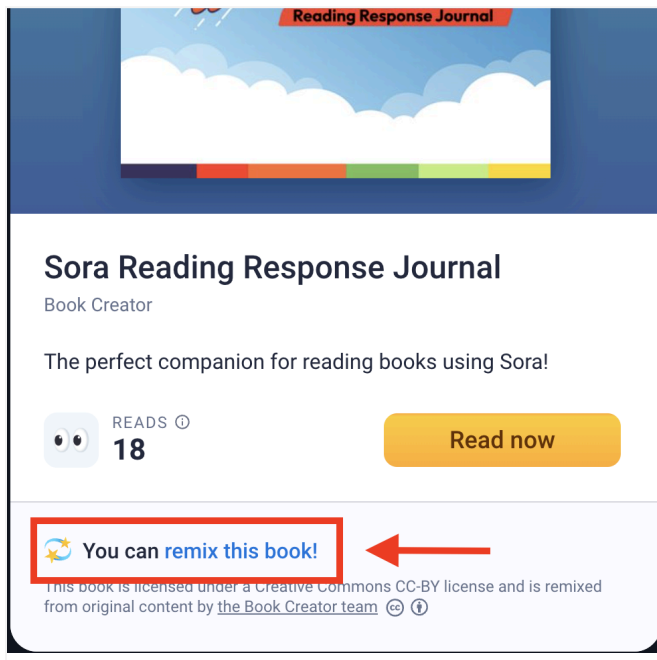 Reading Response Journal
Sora Reading Response Journal
Book Creator
The perfect companion for reading books using Sora!
READS
18
Read now
You can remix this book!
This book is licensed under a Creative Commons CC-BY license and is remixed
from original content by the Book Creator team
cc